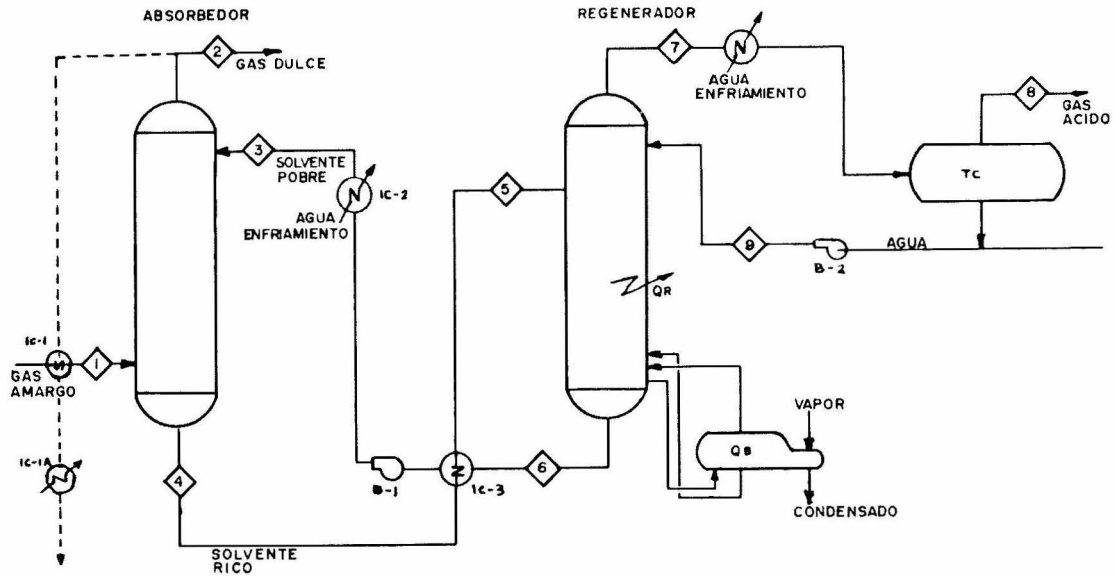 ABSORBEDOR
REGENERADOR
2
GAS DULCE
7
AGUA
ENFRIAMIENTO
8
GAS
ACIDO
3
SOLVENTE
POBRE
IC-2
AGUA
ENFRIAMIENTO
5
TC
9
AGUA
B-2
QR
IC-1
1
GAS
AMARGO
IC-1A
4
B-1
IC-3
6
VAPOR
QB
CONDENSADO
SOLVENTE
RICO